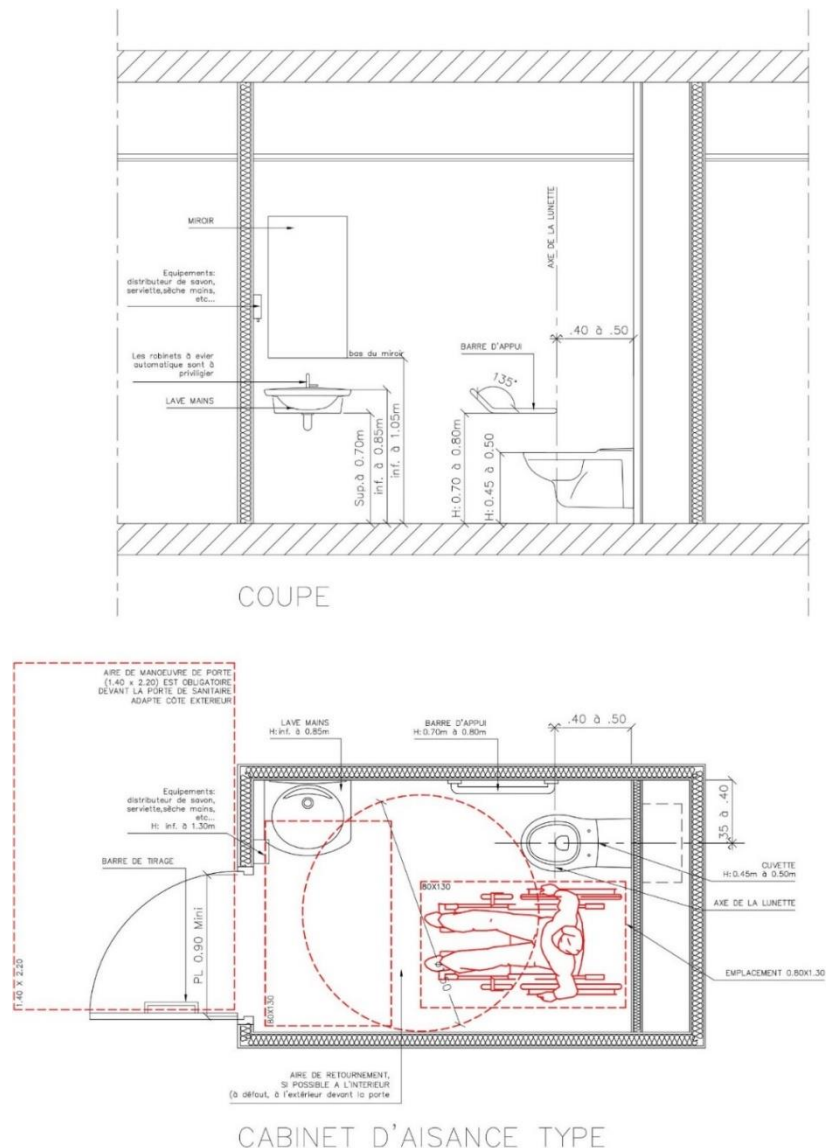 MIROIR
Equipements:
distributeur de savon,
serviette,sèche mains,
etc...
Les robinets à evier
automatique sont à
priviligier
LAVE MAINS
bas du miroir
Sup.à 0.70m
inf. à 0.85m
inf. à 1.05m
BARRE D'APPUI
135°
AXE DE LA LUNETTE
.40 à .50
H:0.70 à 0.80m
H:0.45 à 0.50
COUPE
AIRE DE MANOEUVRE DE PORTE
(1.40 x 2.20) EST OBLIGATOIRE
DEVANT LA PORTE DE SANITAIRE
ADAPTE CÔTE EXTERIEUR
LAVE MAINS
H:inf. à 0.85m
BARRE D'APPUI
H:0.70m à 0.80m
.40 à .50
.35 à .40
Equipements:
distributeur de savon,
serviette,sèche mains,
etc...
H: inf. à 1.30m
BARRE DE TIRAGE
PL 0.90 Mini
1.40 X 2.20
80X130
80X130
CUVETTE
H:0.45m à 0.50m
AXE DE LA LUNETTE
EMPLACEMENT 0.80X1.30
AIRE DE RETOURNEMENT,
SI POSSIBLE A L'INTERIEUR
(à défaut, à l'extérieur devant la porte
CABINET D'AISANCE TYPE